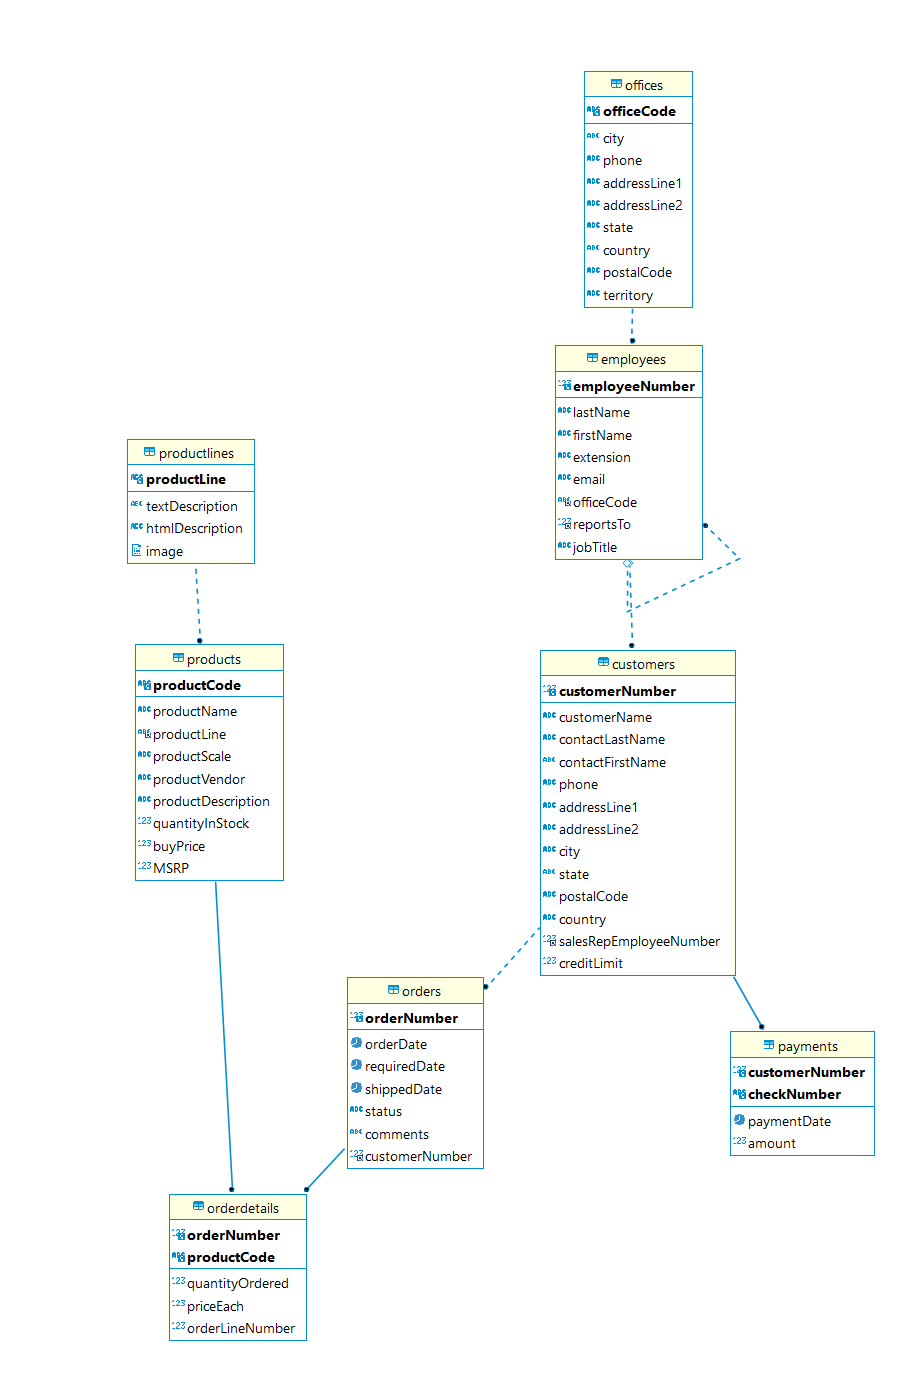 offices
officeCode
city
phone
addressLine1
addressLine2
state
country
postalCode
territory
employees
employeeNumber
lastName
firstName
extension
email
officeCode
reportsTo
jobTitle
productlines
productLine
textDescription
htmlDescription
image
products
productCode
productName
productLine
productScale
productVendor
productDescription
quantityInStock
buyPrice
MSRP
customers
customerNumber
customerName
contactLastName
contactFirstName
phone
addressLine1
addressLine2
city
state
postalCode
country
salesRepEmployeeNumber
creditLimit
orders
orderNumber
orderDate
requiredDate
shippedDate
status
comments
customerNumber
payments
customerNumber
checkNumber
paymentDate
amount
orderdetails
orderNumber
productCode
quantityOrdered
priceEach
orderLineNumber